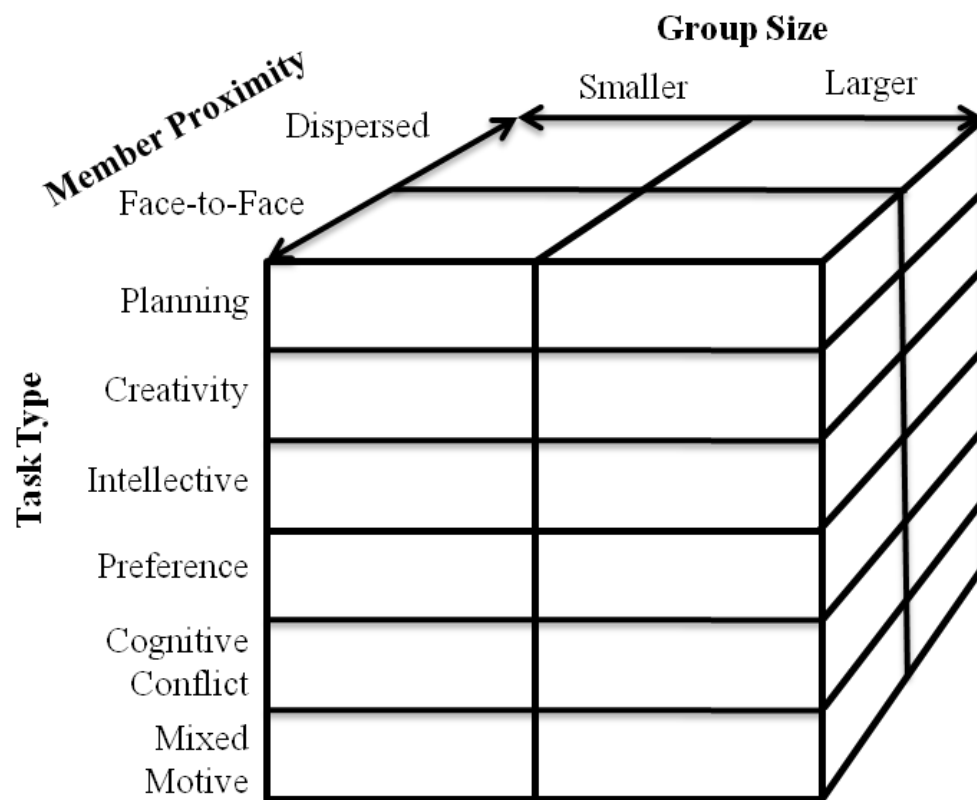 Group Size
Smaller
Larger
Member Proximity
Dispersed
Face-to-Face
Task Type
Planning
Creativity
Intellective
Preference
Cognitive
Conflict
Mixed
Motive